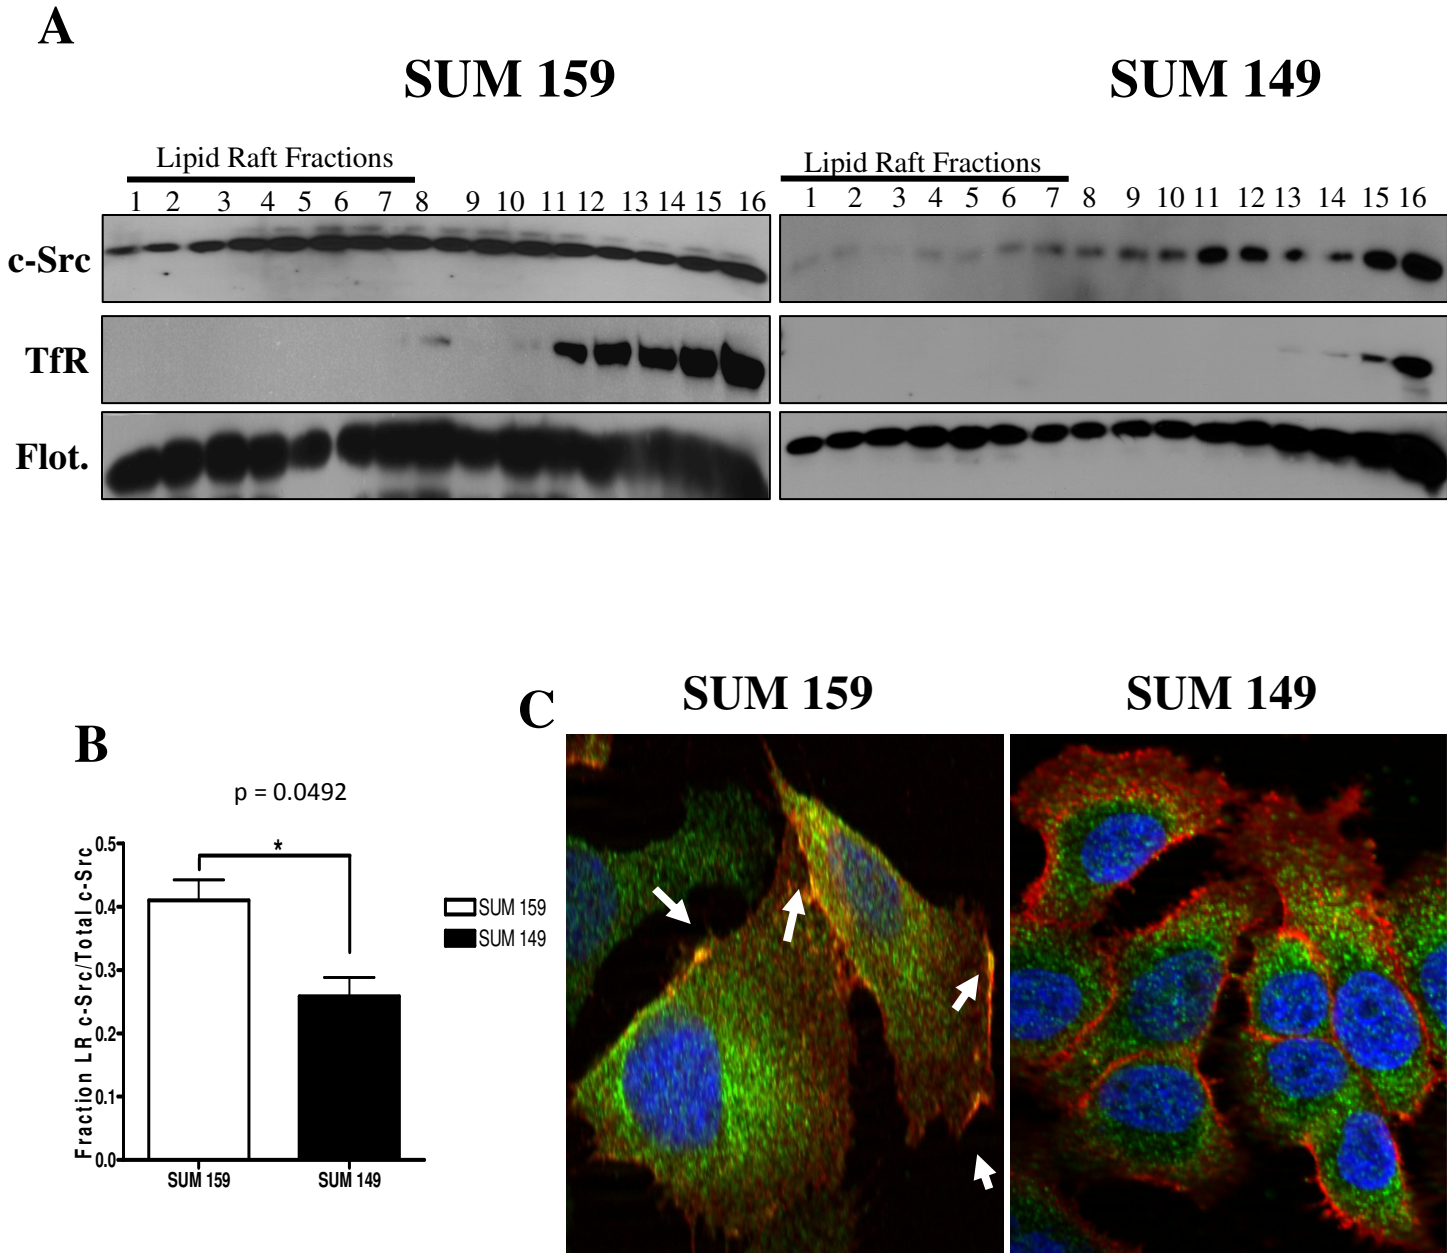 A
SUM 159
SUM 149
Lipid Raft Fractions
Lipid Raft Fractions
1 2 3 4 5 6 7 8 9 10 11 12 13 14 15 16
1 2 3 4 5 6 7 8 9 10 11 12 13 14 15 16
c-Src
TfR
Flot.
B
p = 0.0492
*
Fraction LR c-Src/Total c-Src
0.5
0.4
0.3
0.2
0.1
0.0
SUM 159
SUM 149
SUM 159
SUM 149
C
SUM 159
SUM 149